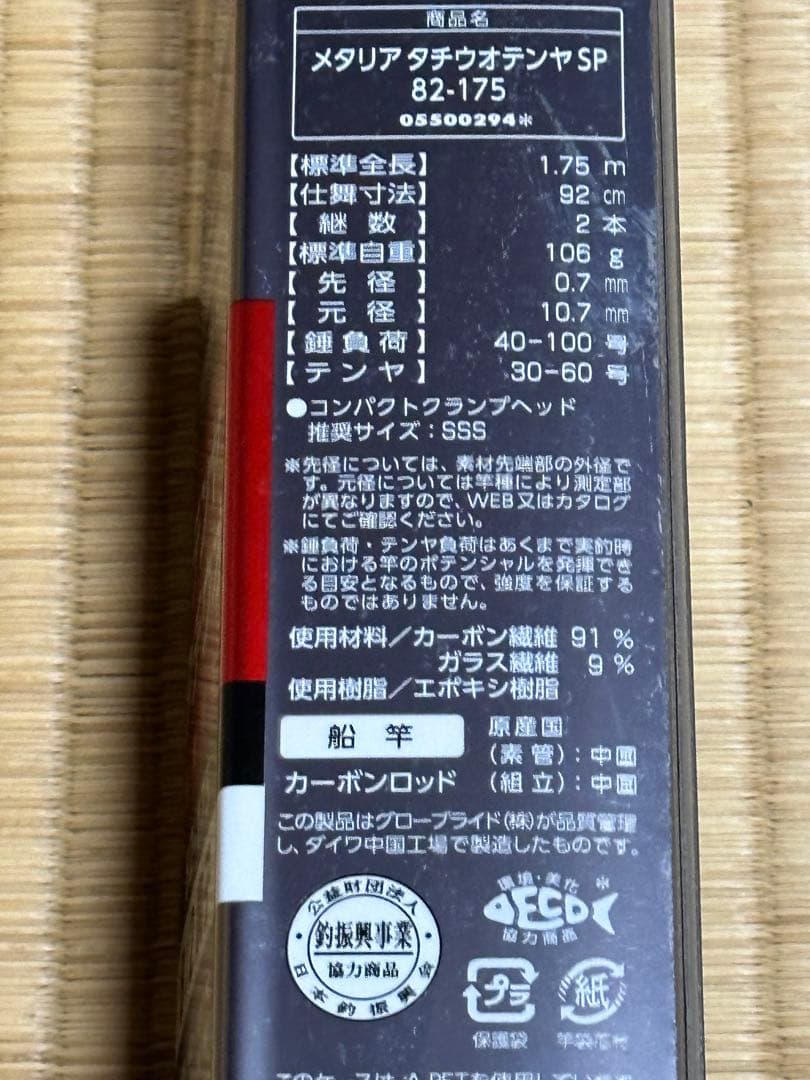 商品名
メタリア タチウオテンヤ SP
82-175
05500294*
【標準全長】 1.75 m
【仕舞寸法】 92 cm
【継数】 2 本
【標準自重】 106 g
【先径】 0.7 mm
【元径】 10.7 mm
【錘負荷】 40-100 号
【テンヤ】 30-60 号
●コンパクトクランプヘッド
推奨サイズ：SSS
※先径については、素材先端部の外径で
す。元径については竿種により測定部
が異なりますので、WEB又はカタログ
にてご確認ください。
※錘負荷・テンヤ負荷はあくまで実釣時
における竿のポテンシャルを発揮でき
る目安となるもので、強度を保証する
ものではありません。
使用材料／カーボン繊維 91 %
ガラス繊維 9 %
使用樹脂／エポキシ樹脂
船竿
カーボンロッド
原産国
（素管）：中国
（組立）：中国
この製品はグローブライド（株）が品質管理
し、ダイワ中国工場で製造したものです。
公益財団法人
釣振興事業
協力商品
日本釣振興会
環境・美化
DECO
協力商品
*
プラ
保護袋
紙
竿袋芯材